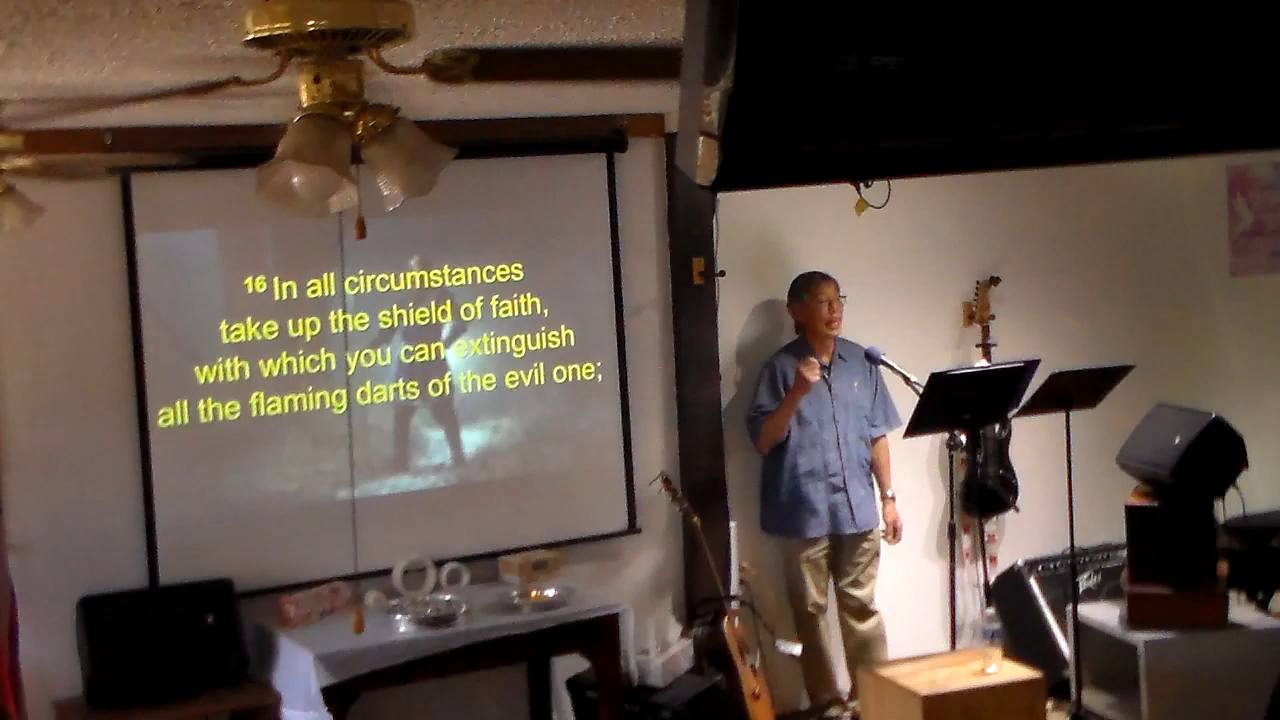 16 In all circumstances
take up the shield of faith,
with which you can extinguish
all the flaming darts of the evil one;